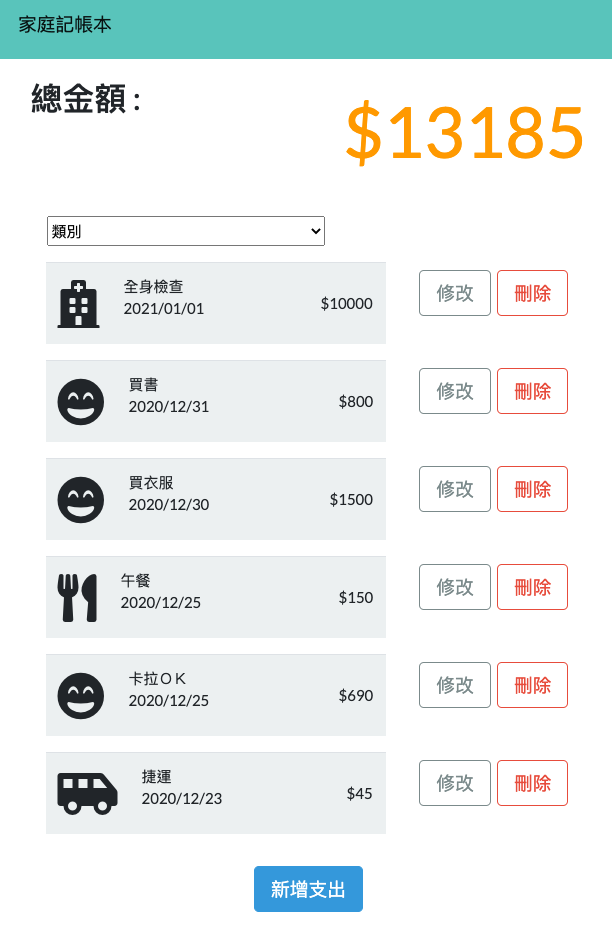 家庭記帳本
總金額 :
$13185
類別
全身檢查
2021/01/01
$10000
修改
刪除
買書
2020/12/31
$800
修改
刪除
買衣服
2020/12/30
$1500
修改
刪除
午餐
2020/12/25
$150
修改
刪除
卡拉ＯＫ
2020/12/25
$690
修改
刪除
捷運
2020/12/23
$45
修改
刪除
新增支出